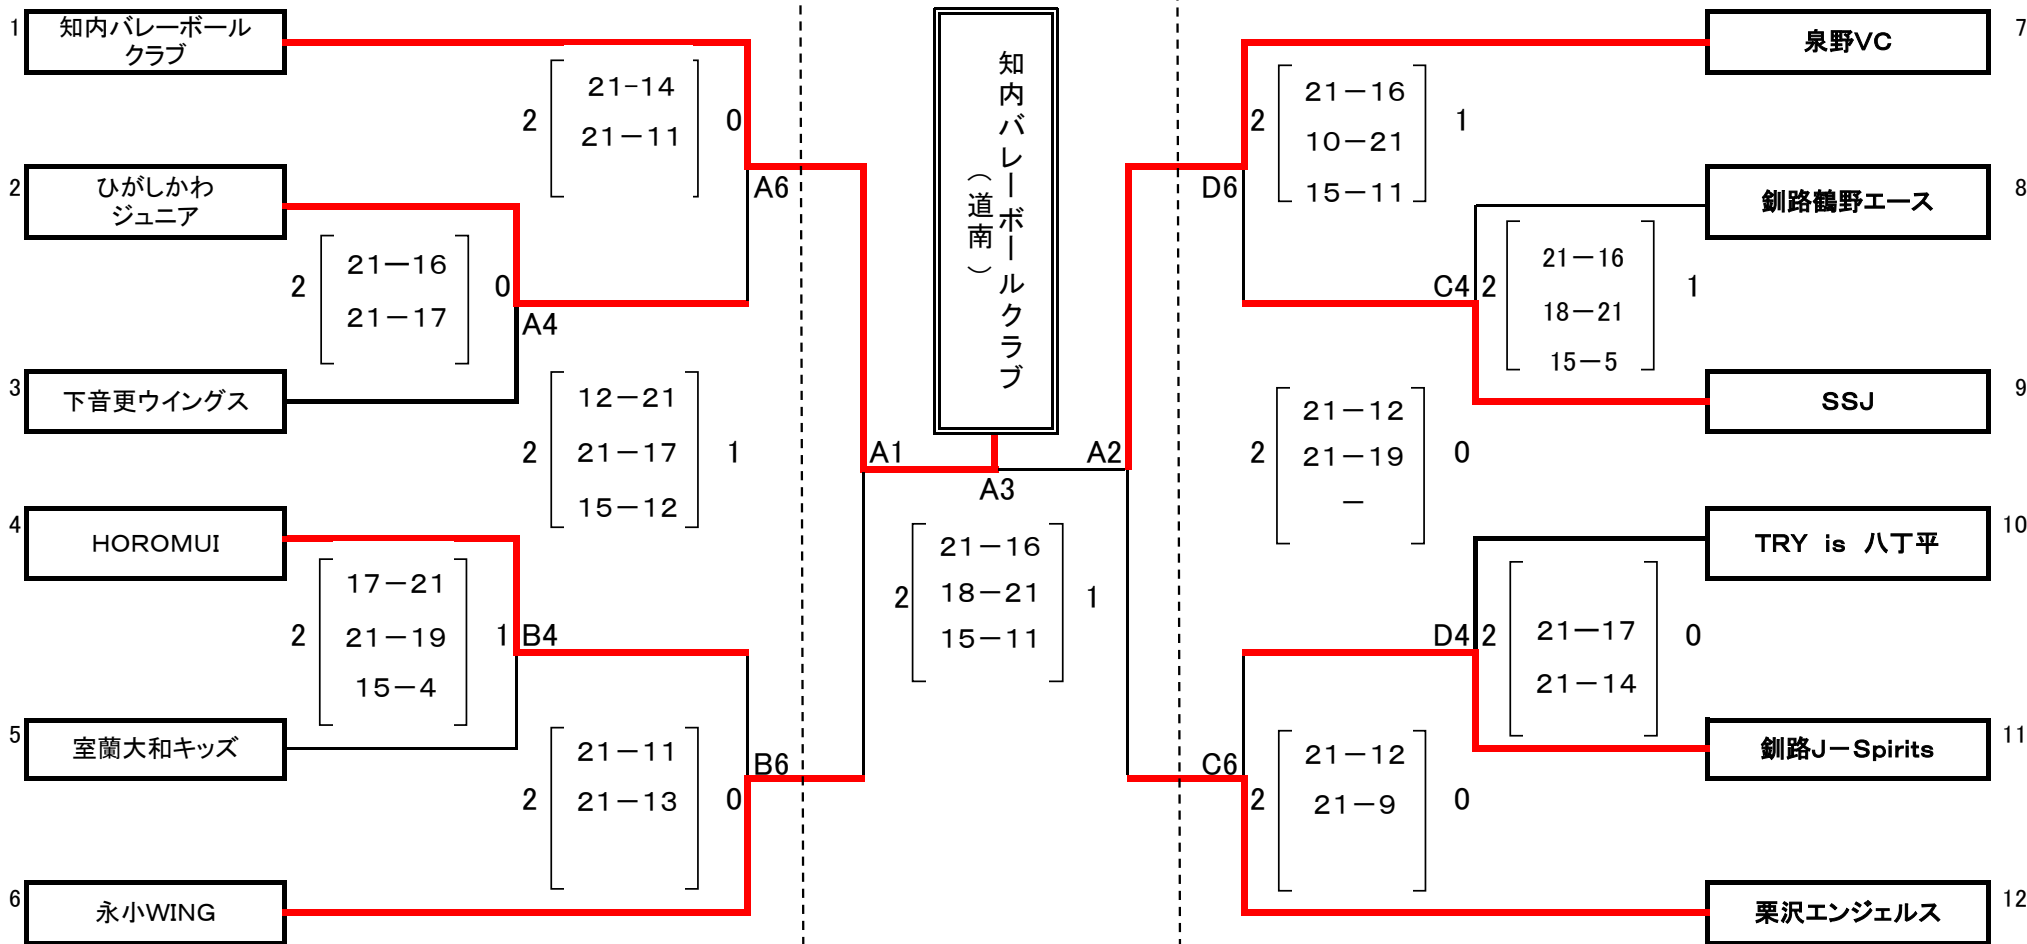 1
知内バレーボール
クラブ
2
ひがしかわ
ジュニア
3
下音更ウイングス
4
HOROMUI
5
室蘭大和キッズ
6
永小WING
2
21-14
21－11
0
A6
2
21－16
21－17
0
A4
2
12－21
21－17
15－12
1
A1
2
17－21
21－19
15－4
1
B4
2
21－11
21－13
0
B6
知内バレーボールクラブ
（道南）
A3
2
21－16
18－21
15－11
1
A2
2
21－12
21－19
－
0
D6
2
21－16
10－21
15－11
1
C4
2
21－16
18－21
15－5
1
D4
2
21－17
21－14
0
C6
2
21－12
21－9
0
泉野VC
7
釧路鶴野エース
8
SSJ
9
TRY is 八丁平
10
釧路J－Spirits
11
栗沢エンジェルス
12